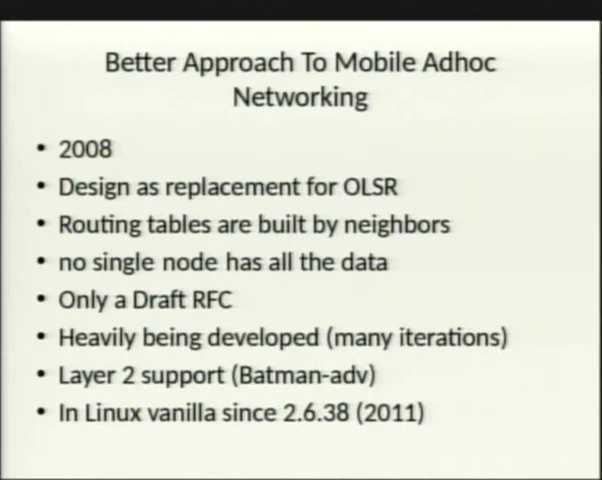 Better Approach To Mobile Adhoc
Networking
• 2008
• Design as replacement for OLSR
• Routing tables are built by neighbors
• no single node has all the data
• Only a Draft RFC
• Heavily being developed (many iterations)
• Layer 2 support (Batman-adv)
• In Linux vanilla since 2.6.38 (2011)